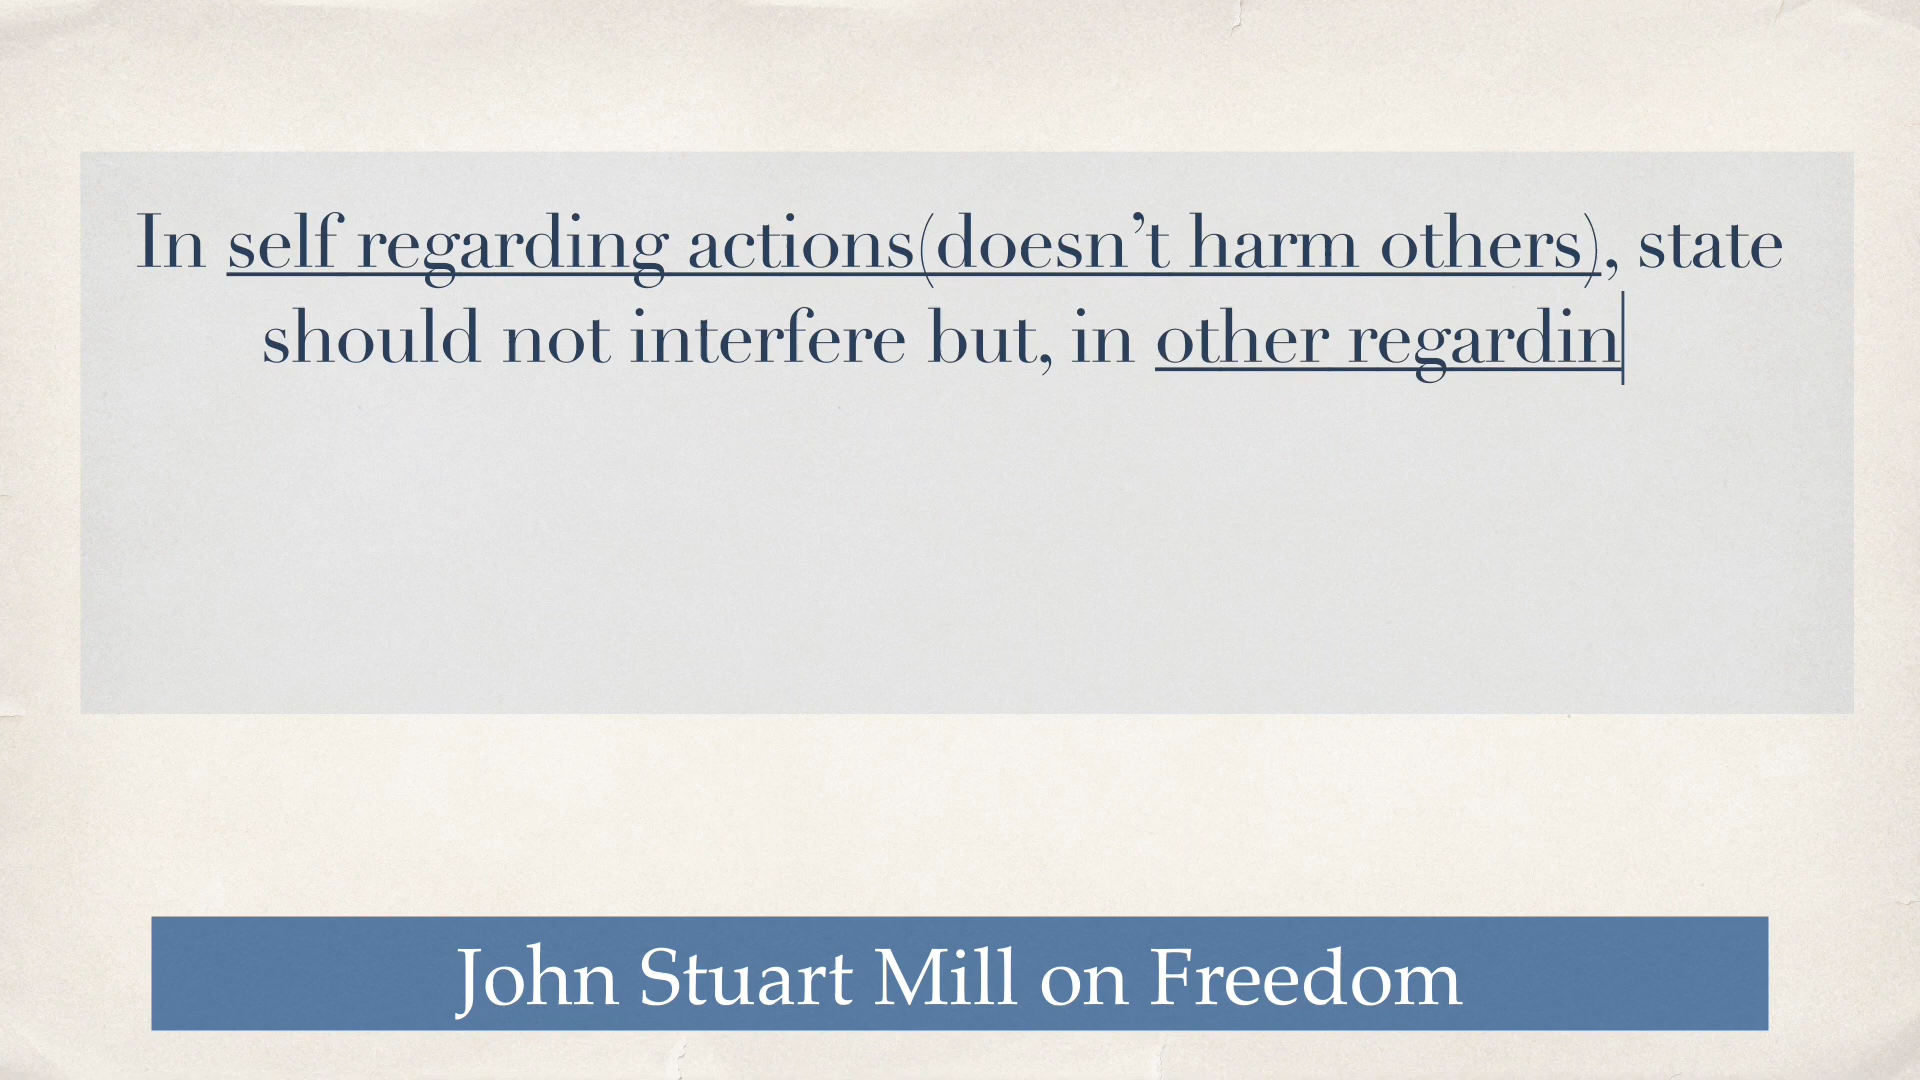 In self regarding actions(doesn’t harm others), state
should not interfere but, in other regardin
John Stuart Mill on Freedom